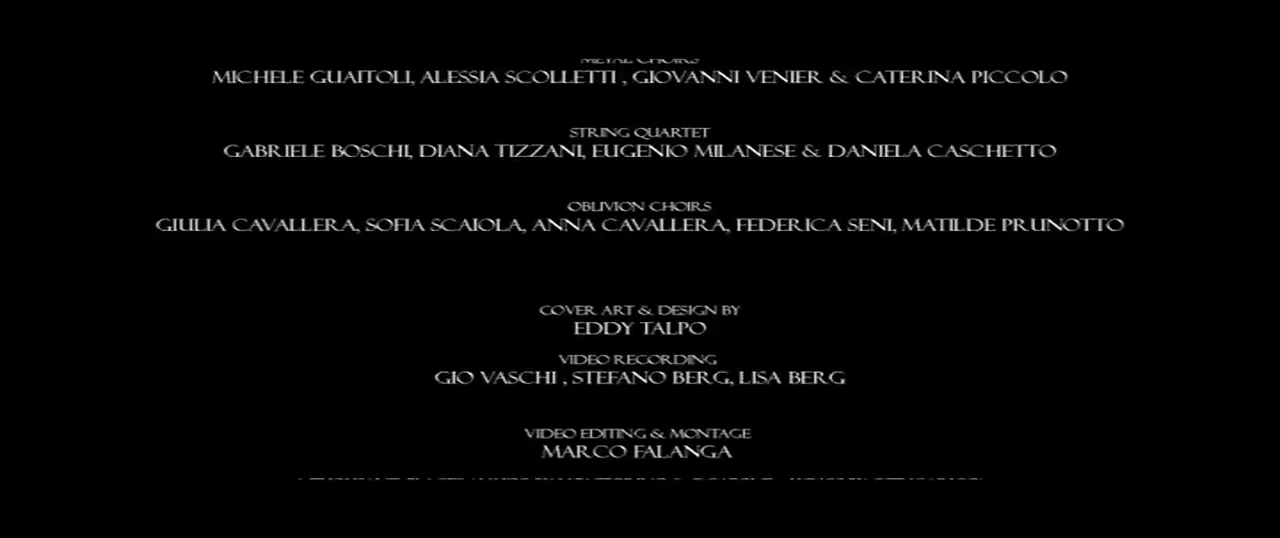 METAL CHOIRS
MICHELE GUAITOLI, ALESSIA SCOLLETTI , GIOVANNI VENIER & CATERINA PICCOLO
STRING QUARTET
GABRIELE BOSCHI, DIANA TIZZANI, EUGENIO MILANESE & DANIELA CASCHETTO
OBLIVION CHOIRS
GIULIA CAVALLERA, SOFIA SCAIOLA, ANNA CAVALLERA, FEDERICA SENI, MATILDE PRUNOTTO
COVER ART & DESIGN BY
EDDY TALPO
VIDEO RECORDING
GIO VASCHI , STEFANO BERG, LISA BERG
VIDEO EDITING & MONTAGE
MARCO FALANGA